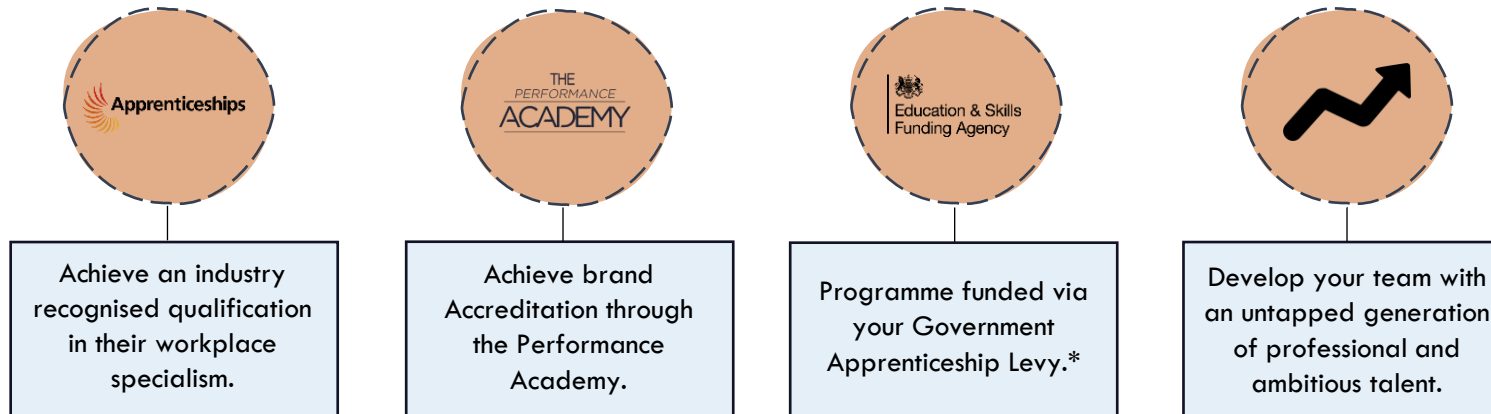 Apprenticeships
THE
PERFORMANCE
ACADEMY
Education & Skills
Funding Agency
Achieve an industry
recognised qualification
in their workplace
specialism.
Achieve brand
Accreditation through
the Performance
Academy.
Programme funded via
your Government
Apprenticeship Levy.*
Develop your team with
an untapped generation
of professional and
ambitious talent.